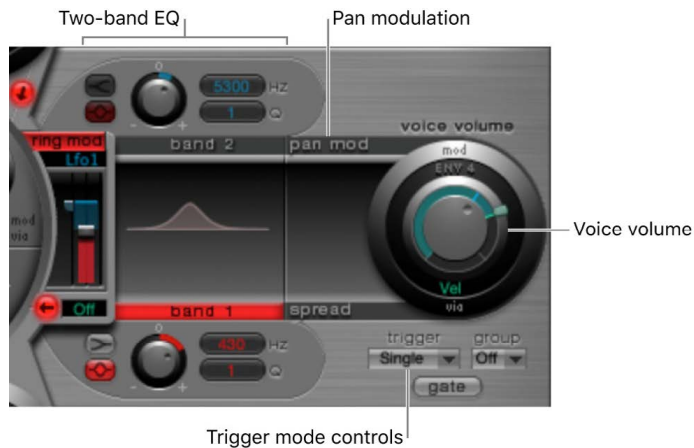 Two-band EQ
Pan modulation
0
5300 HZ
1 Q
- +
voice volume
ring mod
band 2
pan mod
mod
Lfo1
ENV 4
mod
via
Voice volume
Vel
Off
band 1
spread
via
0
430 HZ
trigger
group
Single
Off
1 Q
- +
gate
Trigger mode controls